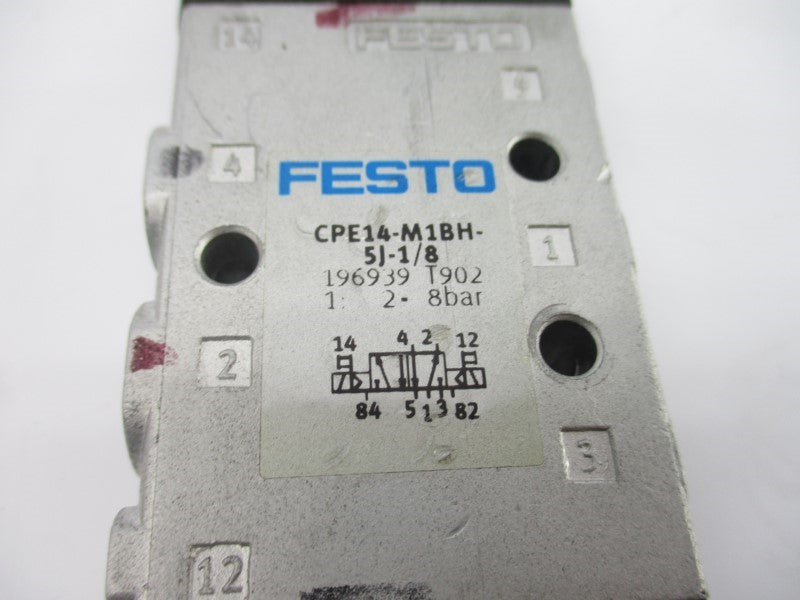 14 FESTO
9
4 FESTO
CPE14-M1BH-
5J-1/8
1
196939 T902
1: 2- 8bar
14 4 2 12
2
84 5 1 3 82
3
12